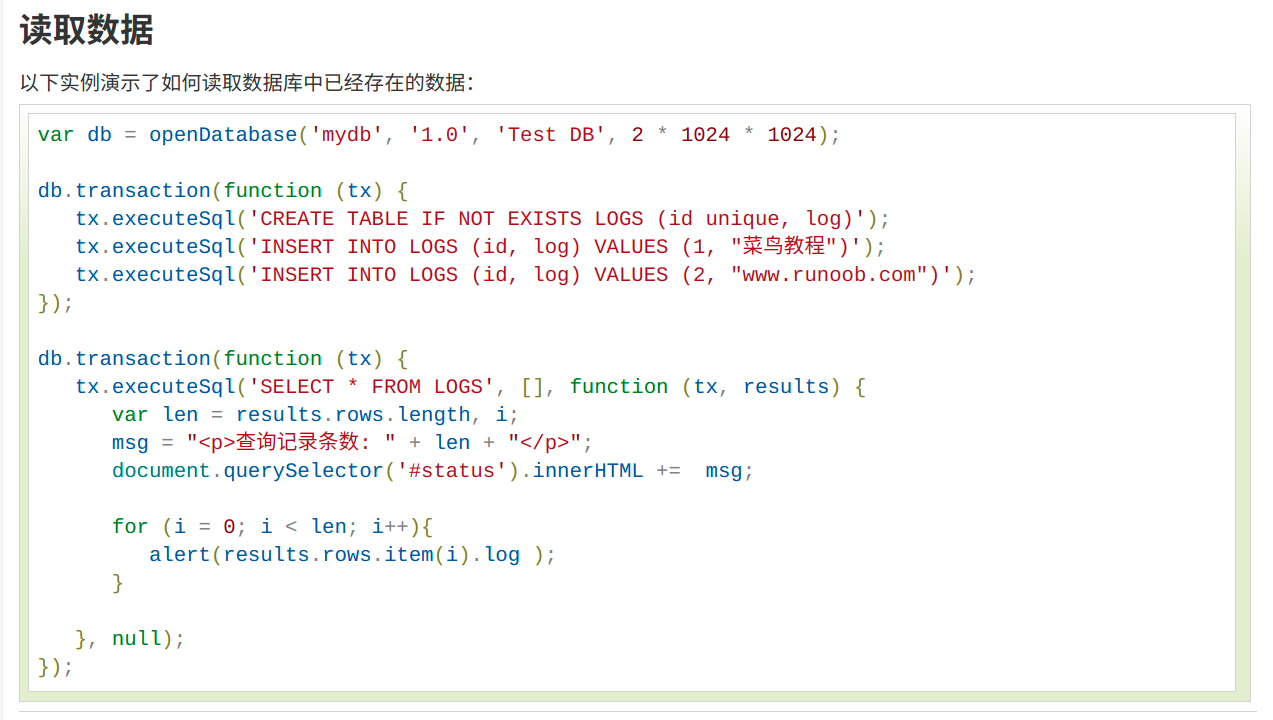 读取数据
以下实例演示了如何读取数据库中已经存在的数据：
var db = openDatabase('mydb', '1.0', 'Test DB', 2 * 1024 * 1024);
db.transaction(function (tx) {
   tx.executeSql('CREATE TABLE IF NOT EXISTS LOGS (id unique, log)');
   tx.executeSql('INSERT INTO LOGS (id, log) VALUES (1, "菜鸟教程")');
   tx.executeSql('INSERT INTO LOGS (id, log) VALUES (2, "www.runoob.com")');
});
db.transaction(function (tx) {
   tx.executeSql('SELECT * FROM LOGS', [], function (tx, results) {
      var len = results.rows.length, i;
      msg = "<p>查询记录条数: " + len + "</p>";
      document.querySelector('#status').innerHTML +=  msg;
      for (i = 0; i < len; i++){
         alert(results.rows.item(i).log );
      }
   }, null);
});